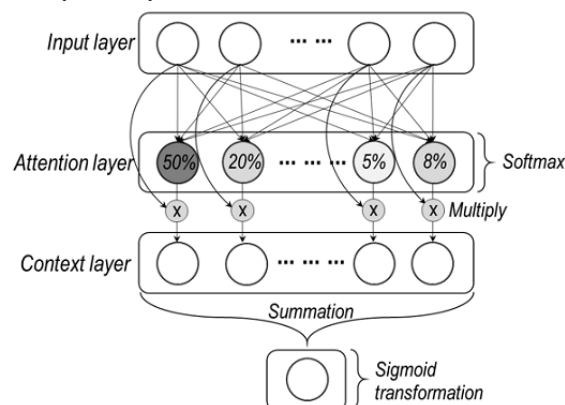 Input layer
... ...
Attention layer 50% 20% ... ... 5% 8% Softmax
x x x x Multiply
Context layer ... ...
Summation
Sigmoid
transformation